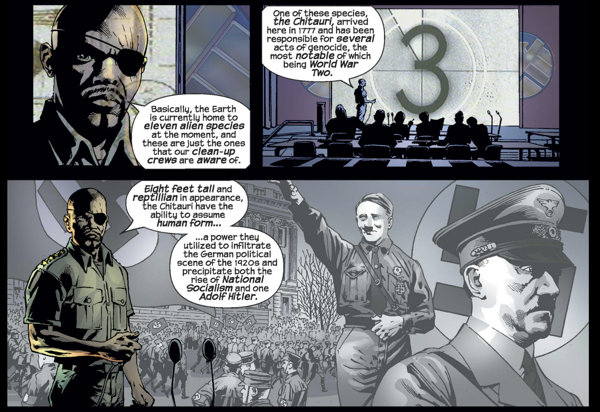 Basically, the Earth
is currently home to
eleven alien species
at the moment, and
these are just the ones
that our clean-up
crews are aware of.
One of these species,
the Chitauri, arrived
here in 1777 and has been
responsible for several
acts of genocide, the
most notable of which
being World War
Two.
3
Eight feet tall and
reptillian in appearance,
the Chitauri have the
ability to assume
human form...
...a power they
utilized to infiltrate
the German political
scene of the 1920s and
precipitate both the
rise of National
Socialism and one
Adolf Hitler.